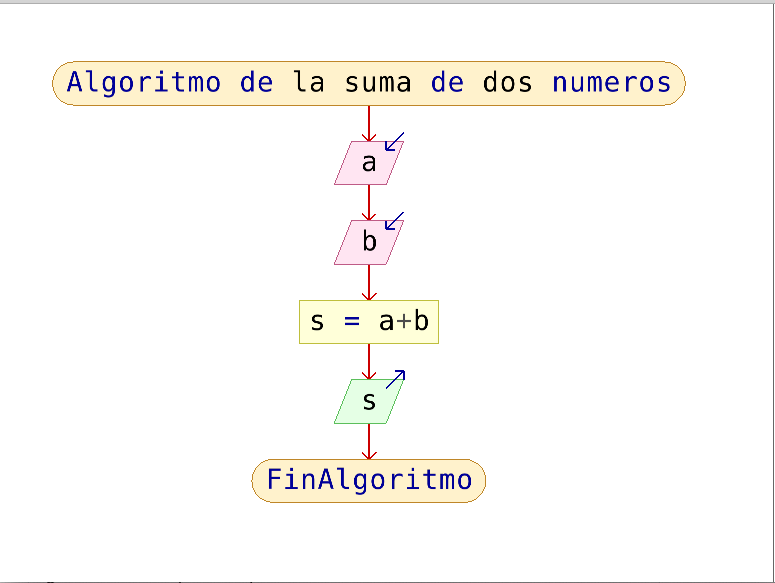 Algoritmo de la suma de dos numeros
a
b
s = a+b
s
FinAlgoritmo